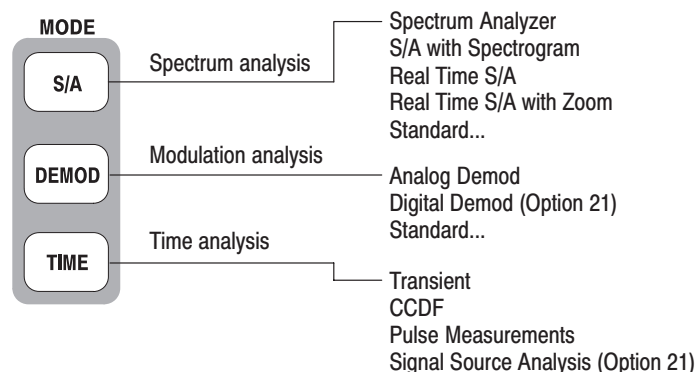 MODE
S/A
Spectrum analysis
Spectrum Analyzer
S/A with Spectrogram
Real Time S/A
Real Time S/A with Zoom
Standard...
DEMOD
Modulation analysis
Analog Demod
Digital Demod (Option 21)
Standard...
TIME
Time analysis
Transient
CCDF
Pulse Measurements
Signal Source Analysis (Option 21)